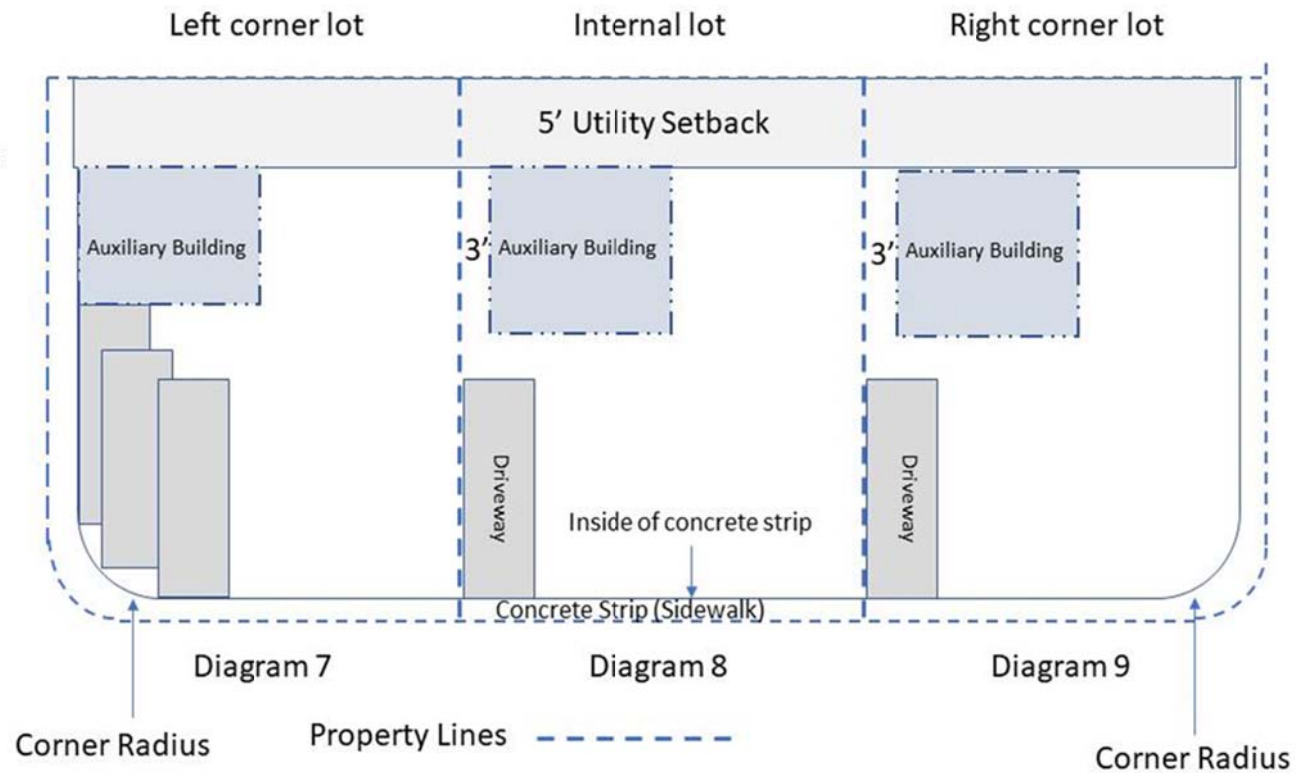 Left corner lot
Internal lot
Right corner lot
5’ Utility Setback
Auxiliary Building
3’
Auxiliary Building
3’
Auxiliary Building
Driveway
Driveway
Inside of concrete strip
Concrete Strip (Sidewalk)
Diagram 7
Diagram 8
Diagram 9
Corner Radius
Property Lines
Corner Radius